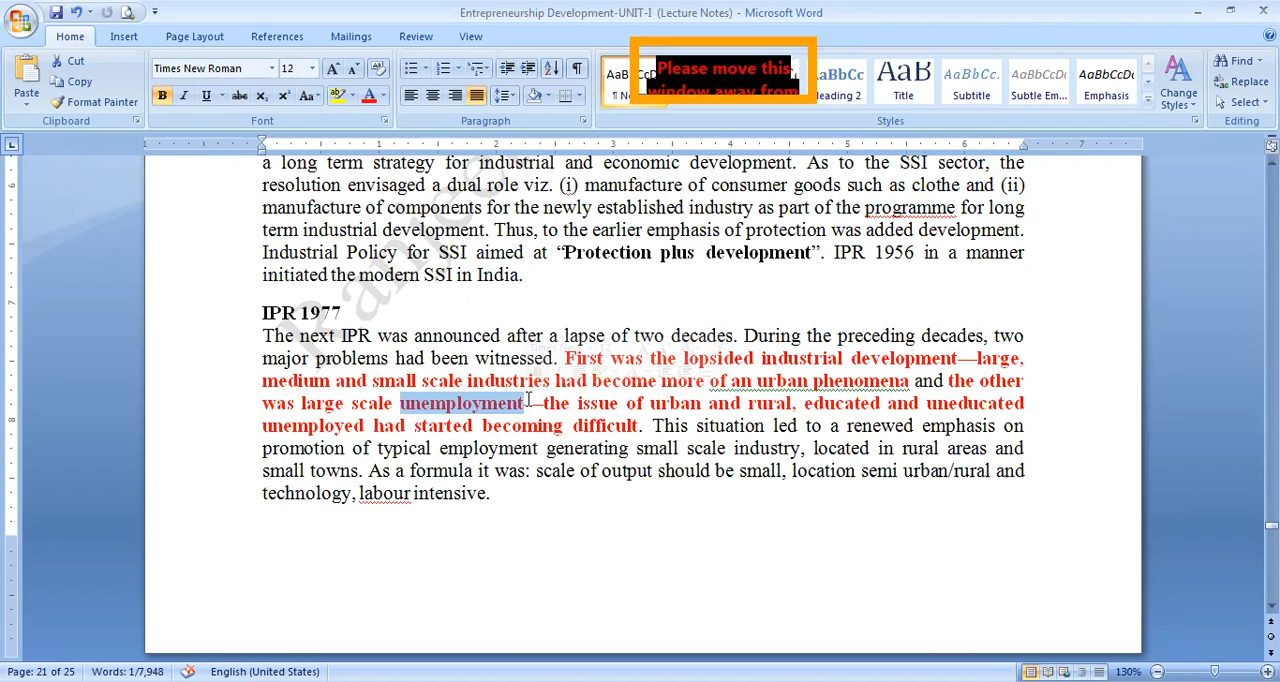 Entrepreneurship Development-UNIT-I (Lecture Notes) - Microsoft Word
Home Insert Page Layout References Mailings Review View
Paste
Cut
Copy
Format Painter
Clipboard
Times New Roman 12
B I U abc x₂ x² Aa
Font
Paragraph
Please move this
window away from
Heading 2
AaB
Title
AaBbCc.
Subtitle
AaBbCcDc
Subtle Em...
AaBbCcDc
Emphasis
Change
Styles
Styles
Find
Replace
Select
Editing
1 1 2 3 4 5 6 7
a long term strategy for industrial and economic development. As to the SSI sector, the
resolution envisaged a dual role viz. (i) manufacture of consumer goods such as clothe and (ii)
manufacture of components for the newly established industry as part of the programme for long
term industrial development. Thus, to the earlier emphasis of protection was added development.
Industrial Policy for SSI aimed at “Protection plus development”. IPR 1956 in a manner
initiated the modern SSI in India.
IPR 1977
The next IPR was announced after a lapse of two decades. During the preceding decades, two
major problems had been witnessed. First was the lopsided industrial development—large,
medium and small scale industries had become more of an urban phenomena and the other
was large scale unemployment—the issue of urban and rural, educated and uneducated
unemployed had started becoming difficult. This situation led to a renewed emphasis on
promotion of typical employment generating small scale industry, located in rural areas and
small towns. As a formula it was: scale of output should be small, location semi urban/rural and
technology, labour intensive.
Page: 21 of 25 Words: 1/7,948 English (United States) 130%